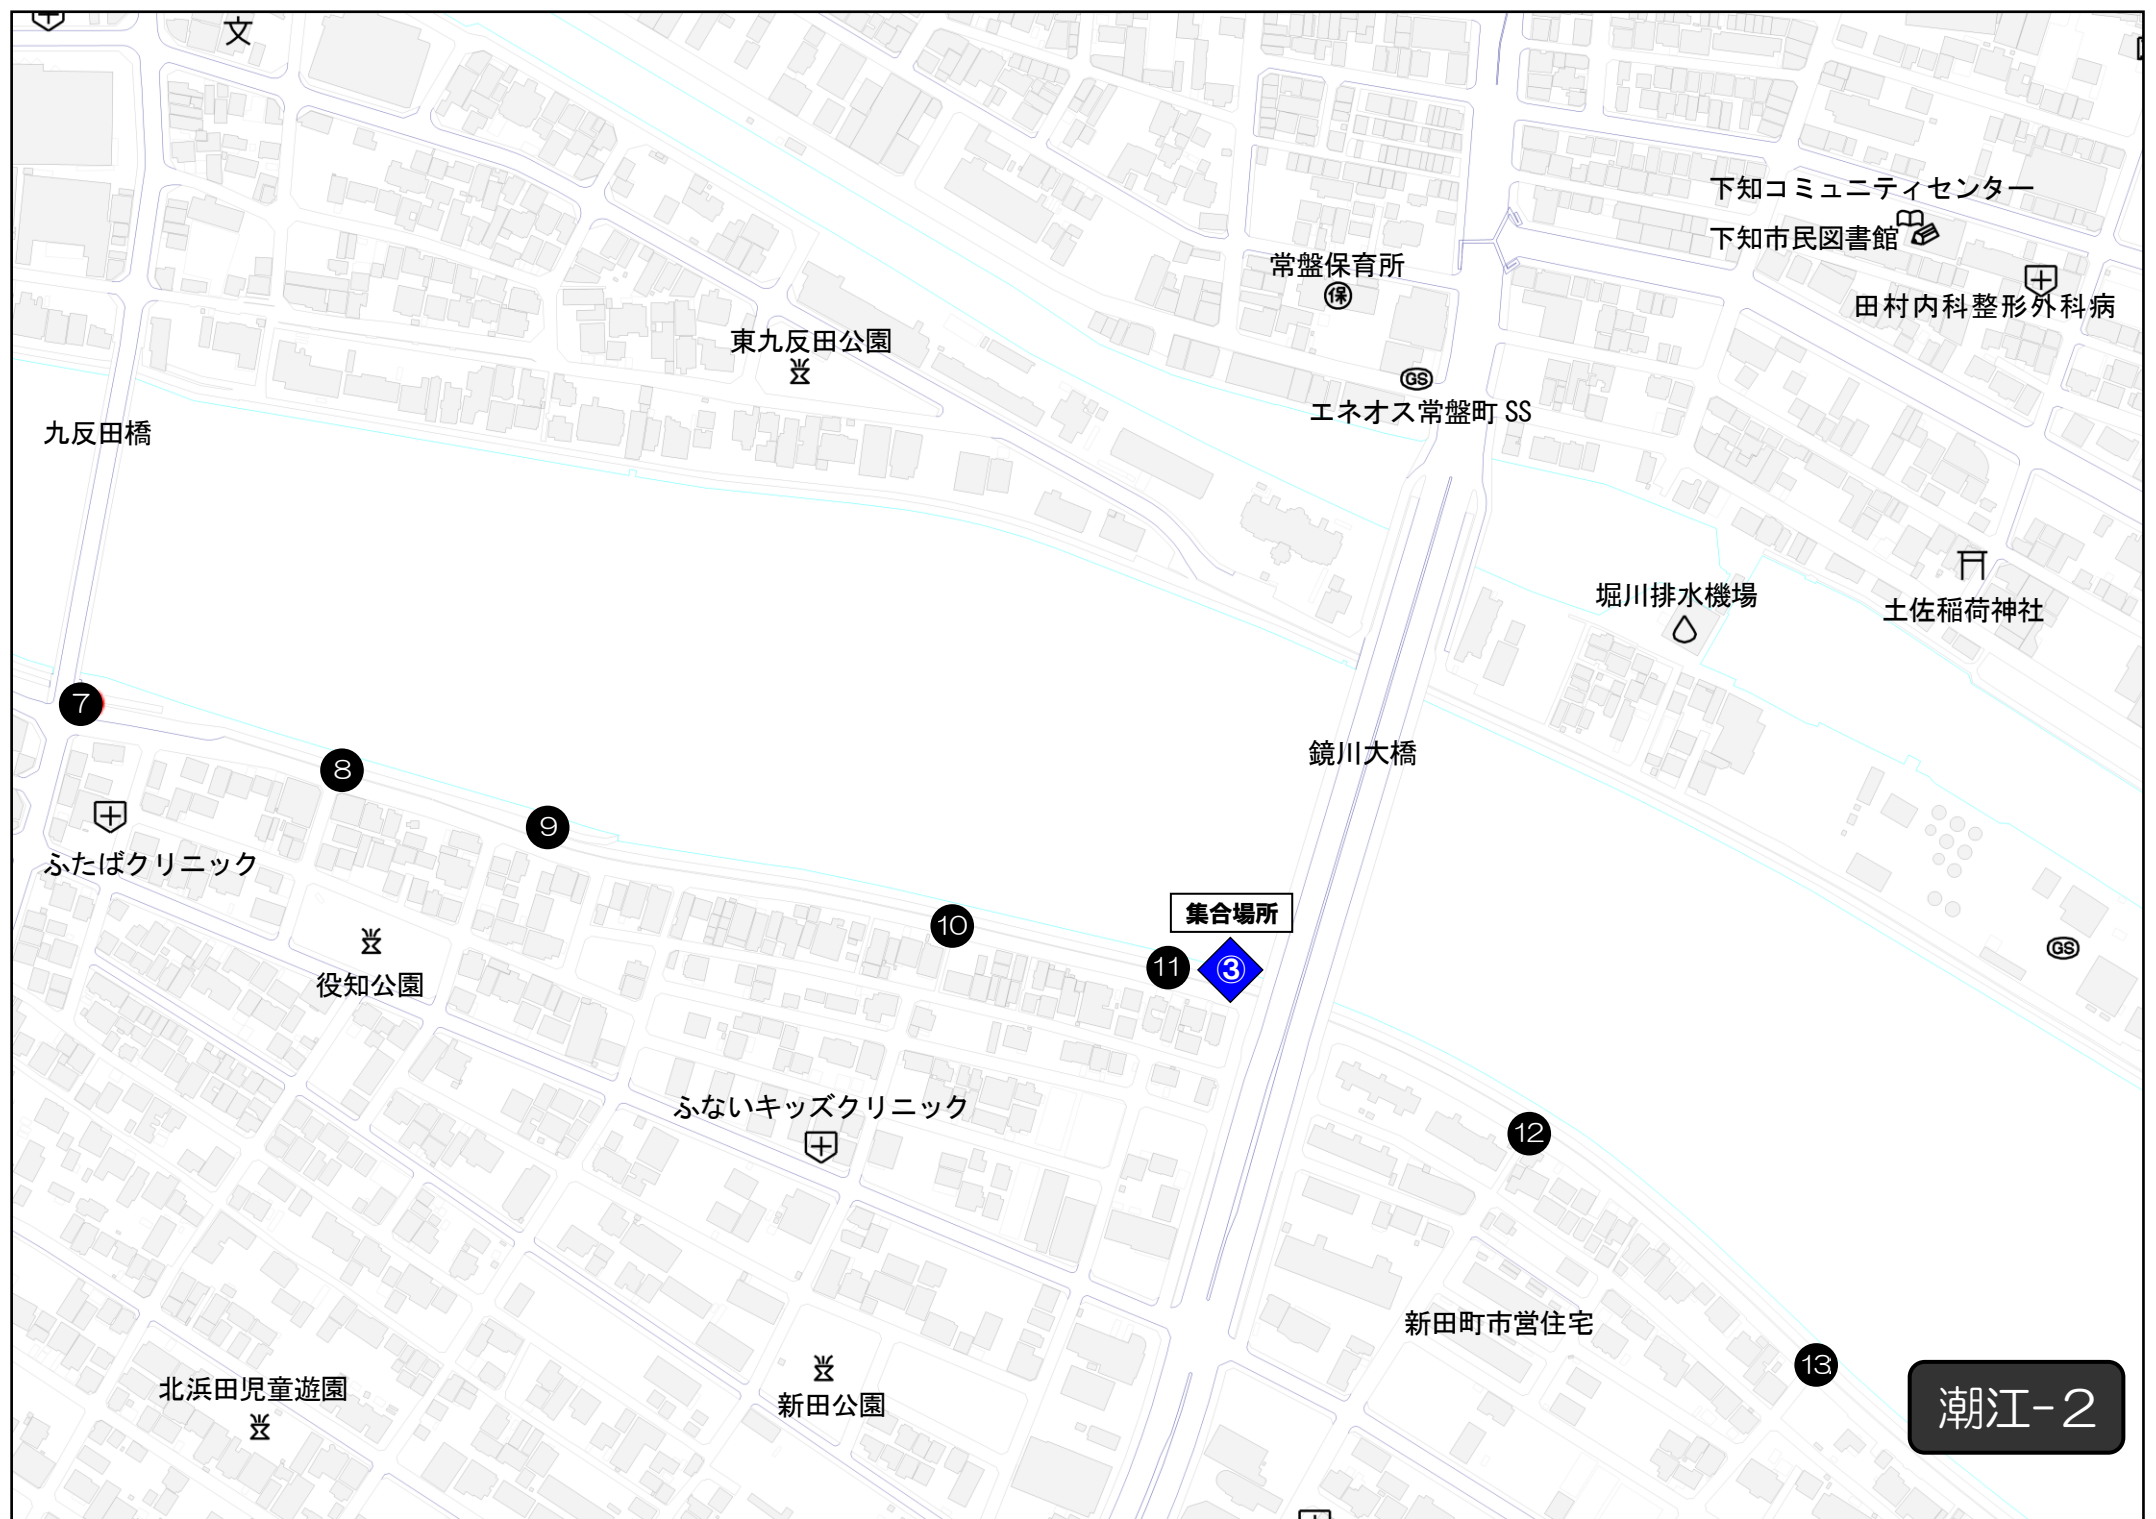 文
下知コミュニティセンター
下知市民図書館
常盤保育所
保
田村内科整形外科病
東九反田公園
GS
エネオス常盤町 SS
九反田橋
堀川排水機場
土佐稲荷神社
7
鏡川大橋
8
9
ふたばクリニック
集合場所
10
11
③
GS
役知公園
ふないキッズクリニック
12
新田町市営住宅
13
北浜田児童遊園
新田公園
潮江-2